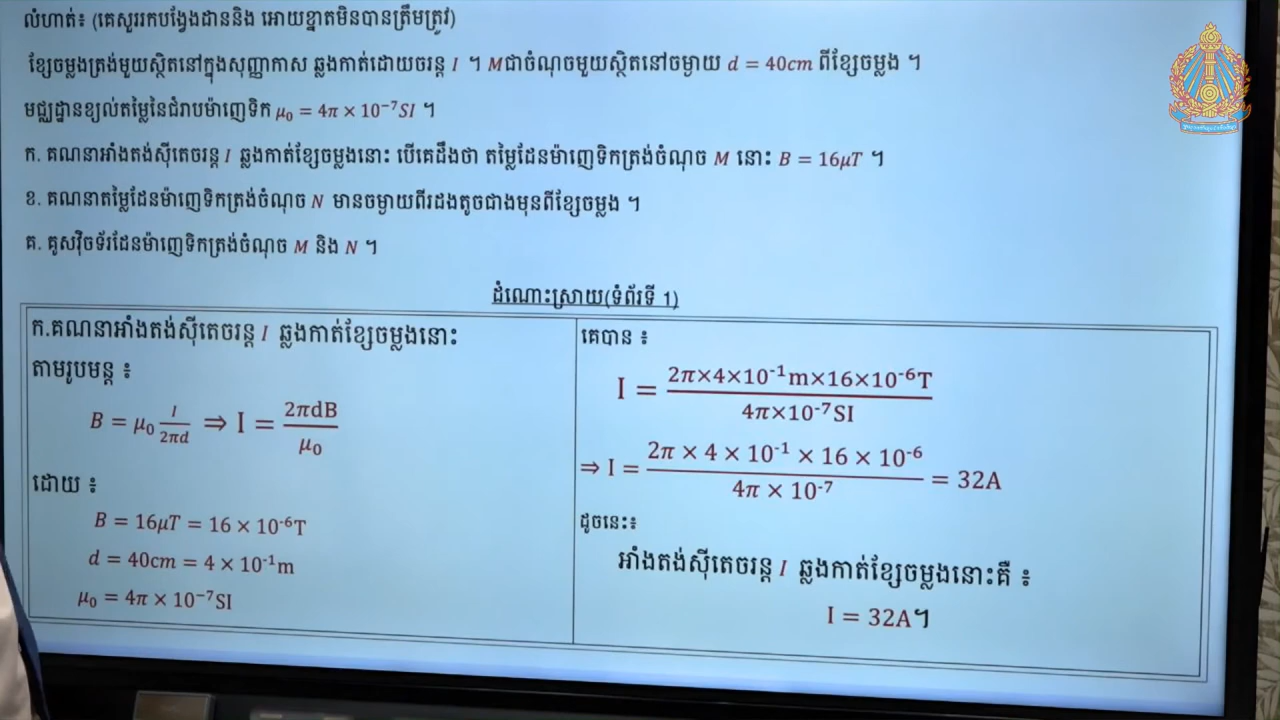 លំហាត់៖ (គេសួររកបង្វែងដាននិង អោយខ្នាតមិនបានត្រឹមត្រូវ)
ខ្សែចម្លងត្រង់មួយស្ថិតនៅក្នុងសុញ្ញាកាស ឆ្លងកាត់ដោយចរន្ត I ។ Mជាចំណុចមួយស្ថិតនៅចម្ងាយ d = 40cm ពីខ្សែចម្លង ។
មជ្ឈដ្ឋានខ្យល់តម្លៃនៃជំរាបម៉ាញេទិក μ₀ = 4π × 10⁻⁷SI ។
ក. គណនាអាំងតង់ស៊ីតេចរន្ត I ឆ្លងកាត់ខ្សែចម្លងនោះ បើគេដឹងថា តម្លៃដែនម៉ាញេទិកត្រង់ចំណុច M នោះ B = 16μT ។
ខ. គណនាតម្លៃដែនម៉ាញេទិកត្រង់ចំណុច N មានចម្ងាយពីរដងតូចជាងមុនពីខ្សែចម្លង ។
គ. គូសវ៉ិចទ័រដែនម៉ាញេទិកត្រង់ចំណុច M និង N ។
ដំណោះស្រាយ(ទំព័រទី 1)
ក.គណនាអាំងតង់ស៊ីតេចរន្ត I ឆ្លងកាត់ខ្សែចម្លងនោះ
តាមរូបមន្ត ៖
B = μ₀ I/2πd ⇒ I = 2πdB/μ₀
ដោយ ៖
B = 16μT = 16 × 10⁻⁶T
d = 40cm = 4 × 10⁻¹m
μ₀ = 4π × 10⁻⁷SI
គេបាន ៖
I = 2π×4×10⁻¹m×16×10⁻⁶T/4π×10⁻⁷SI
⇒ I = 2π × 4 × 10⁻¹ × 16 × 10⁻⁶/4π × 10⁻⁷ = 32A
ដូចនេះ៖
អាំងតង់ស៊ីតេចរន្ត I ឆ្លងកាត់ខ្សែចម្លងនោះគឺ ៖
I = 32A។